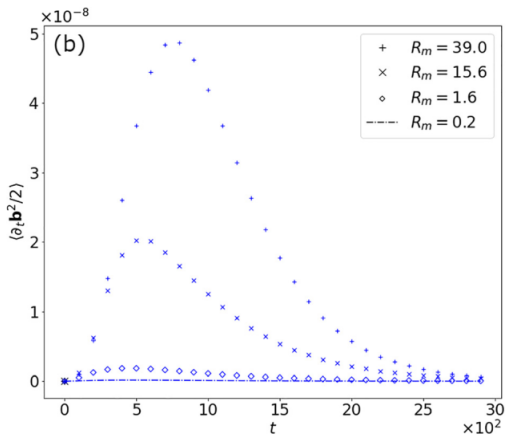 ×10⁻⁸
(b)
R_m = 39.0
R_m = 15.6
R_m = 1.6
R_m = 0.2
5
4
3
2
1
0
⟨∂_t 𝐛²/2⟩
0 5 10 15 20 25 30
t
×10²